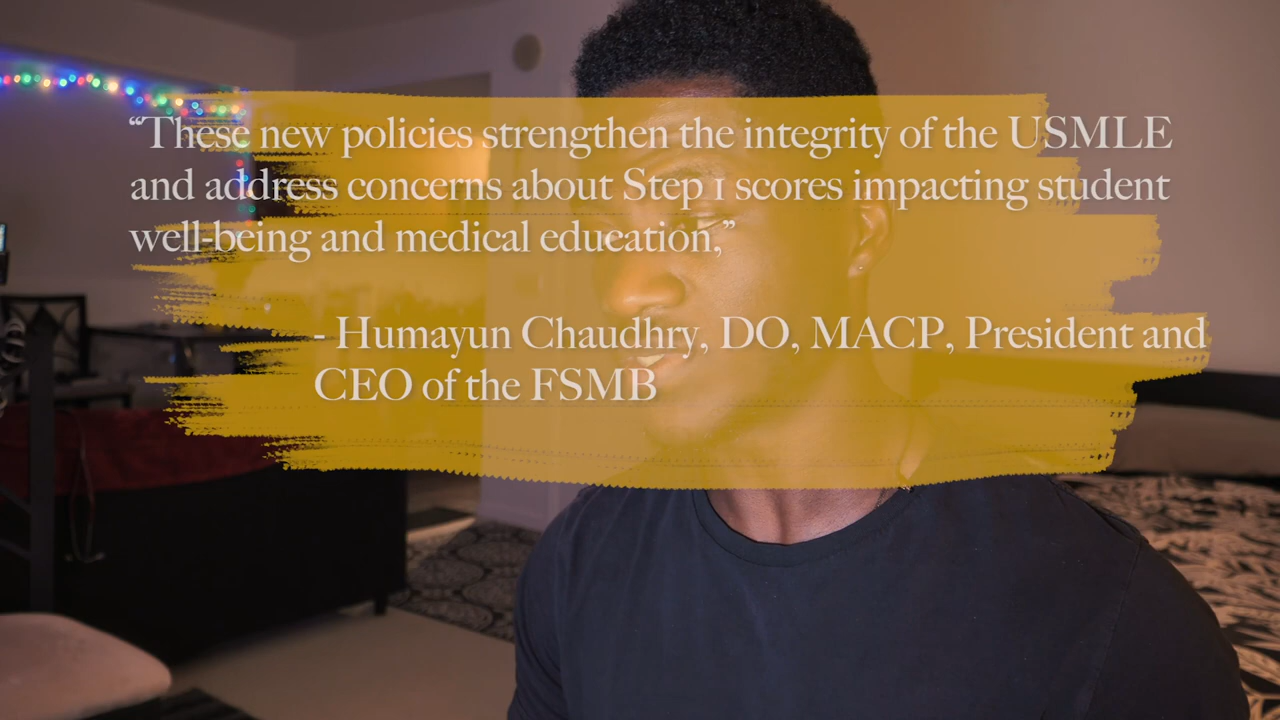 “These new policies strengthen the integrity of the USMLE
and address concerns about Step 1 scores impacting student
well-being and medical education,”
- Humayun Chaudhry, DO, MACP, President and
CEO of the FSMB